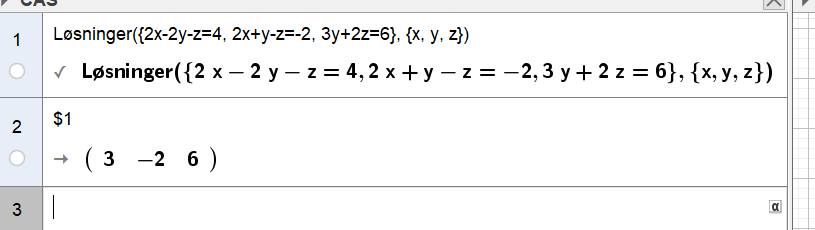 CAS
1
Løsninger({2x-2y-z=4, 2x+y-z=-2, 3y+2z=6}, {x, y, z})
✓ Løsninger({2 x – 2 y – z = 4, 2 x + y – z = –2, 3 y + 2 z = 6}, {x, y, z})
2
$1
→ ( 3 –2 6 )
3
α